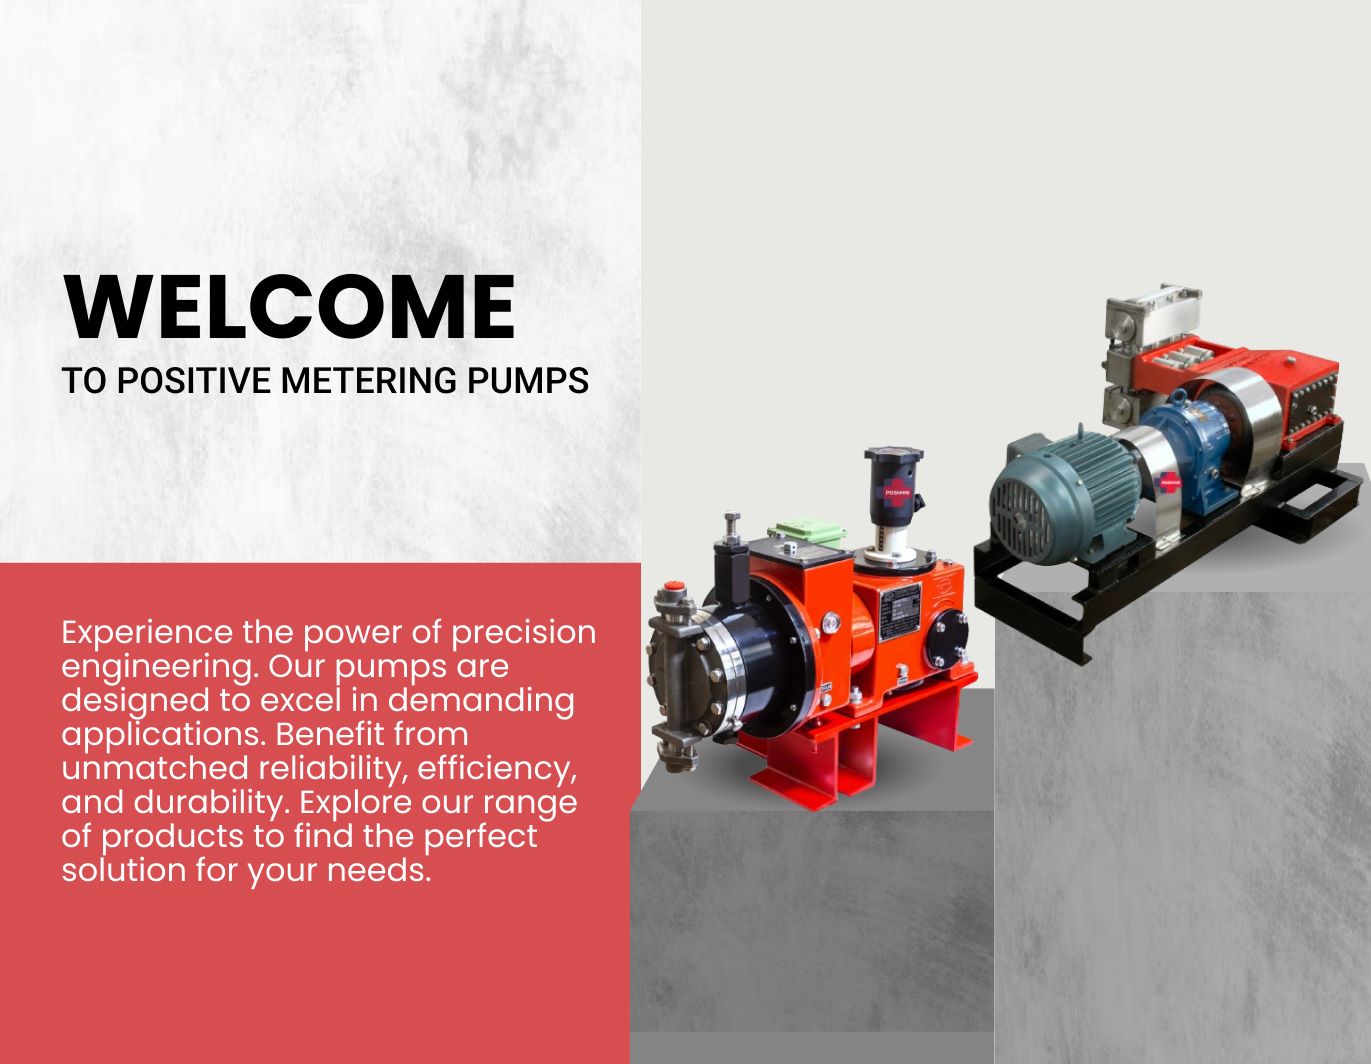 WELCOME
TO POSITIVE METERING PUMPS
Experience the power of precision
engineering. Our pumps are
designed to excel in demanding
applications. Benefit from
unmatched reliability, efficiency,
and durability. Explore our range
of products to find the perfect
solution for your needs.
POSITIVE
POSITIVE